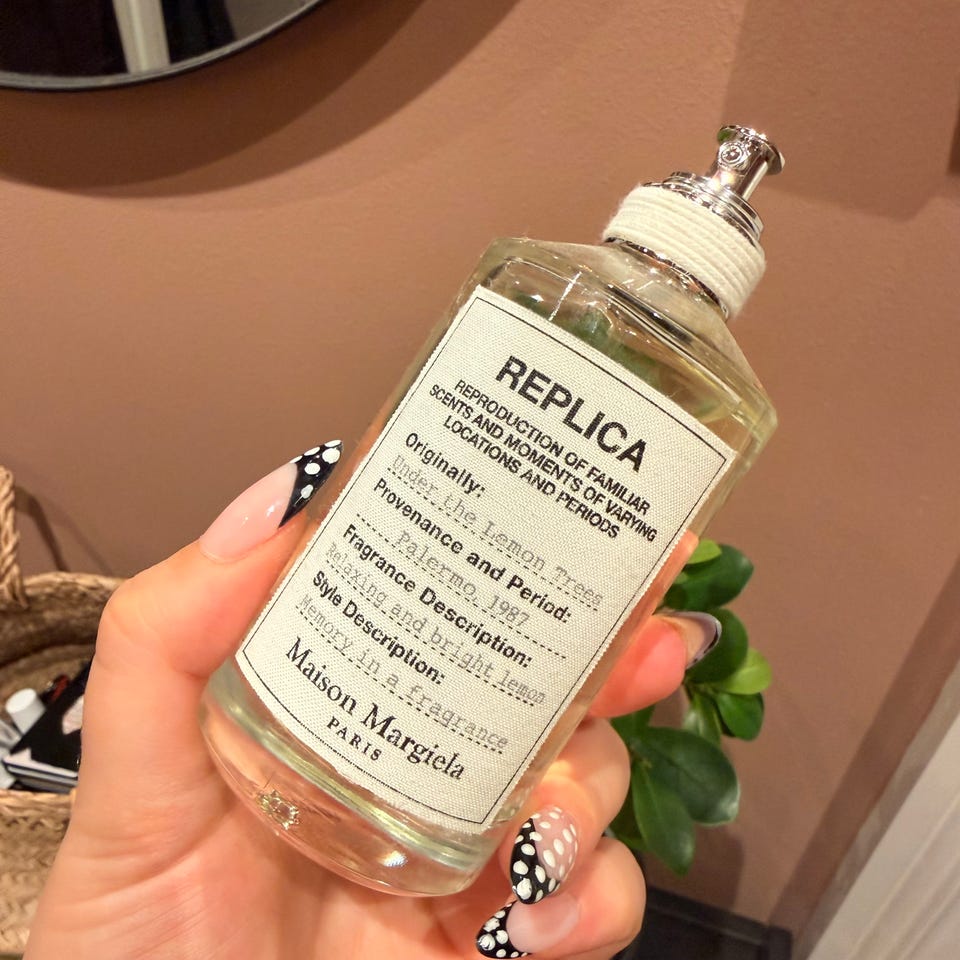 REPLICA
REPRODUCTION OF FAMILIAR
SCENTS AND MOMENTS OF VARYING
LOCATIONS AND PERIODS
Originally:
Under the Lemon Trees
Provenance and Period:
Palermo, 1987
Fragrance Description:
Relaxing and bright lemon
Style Description:
Memory in a fragrance
Maison Margiela
PARIS